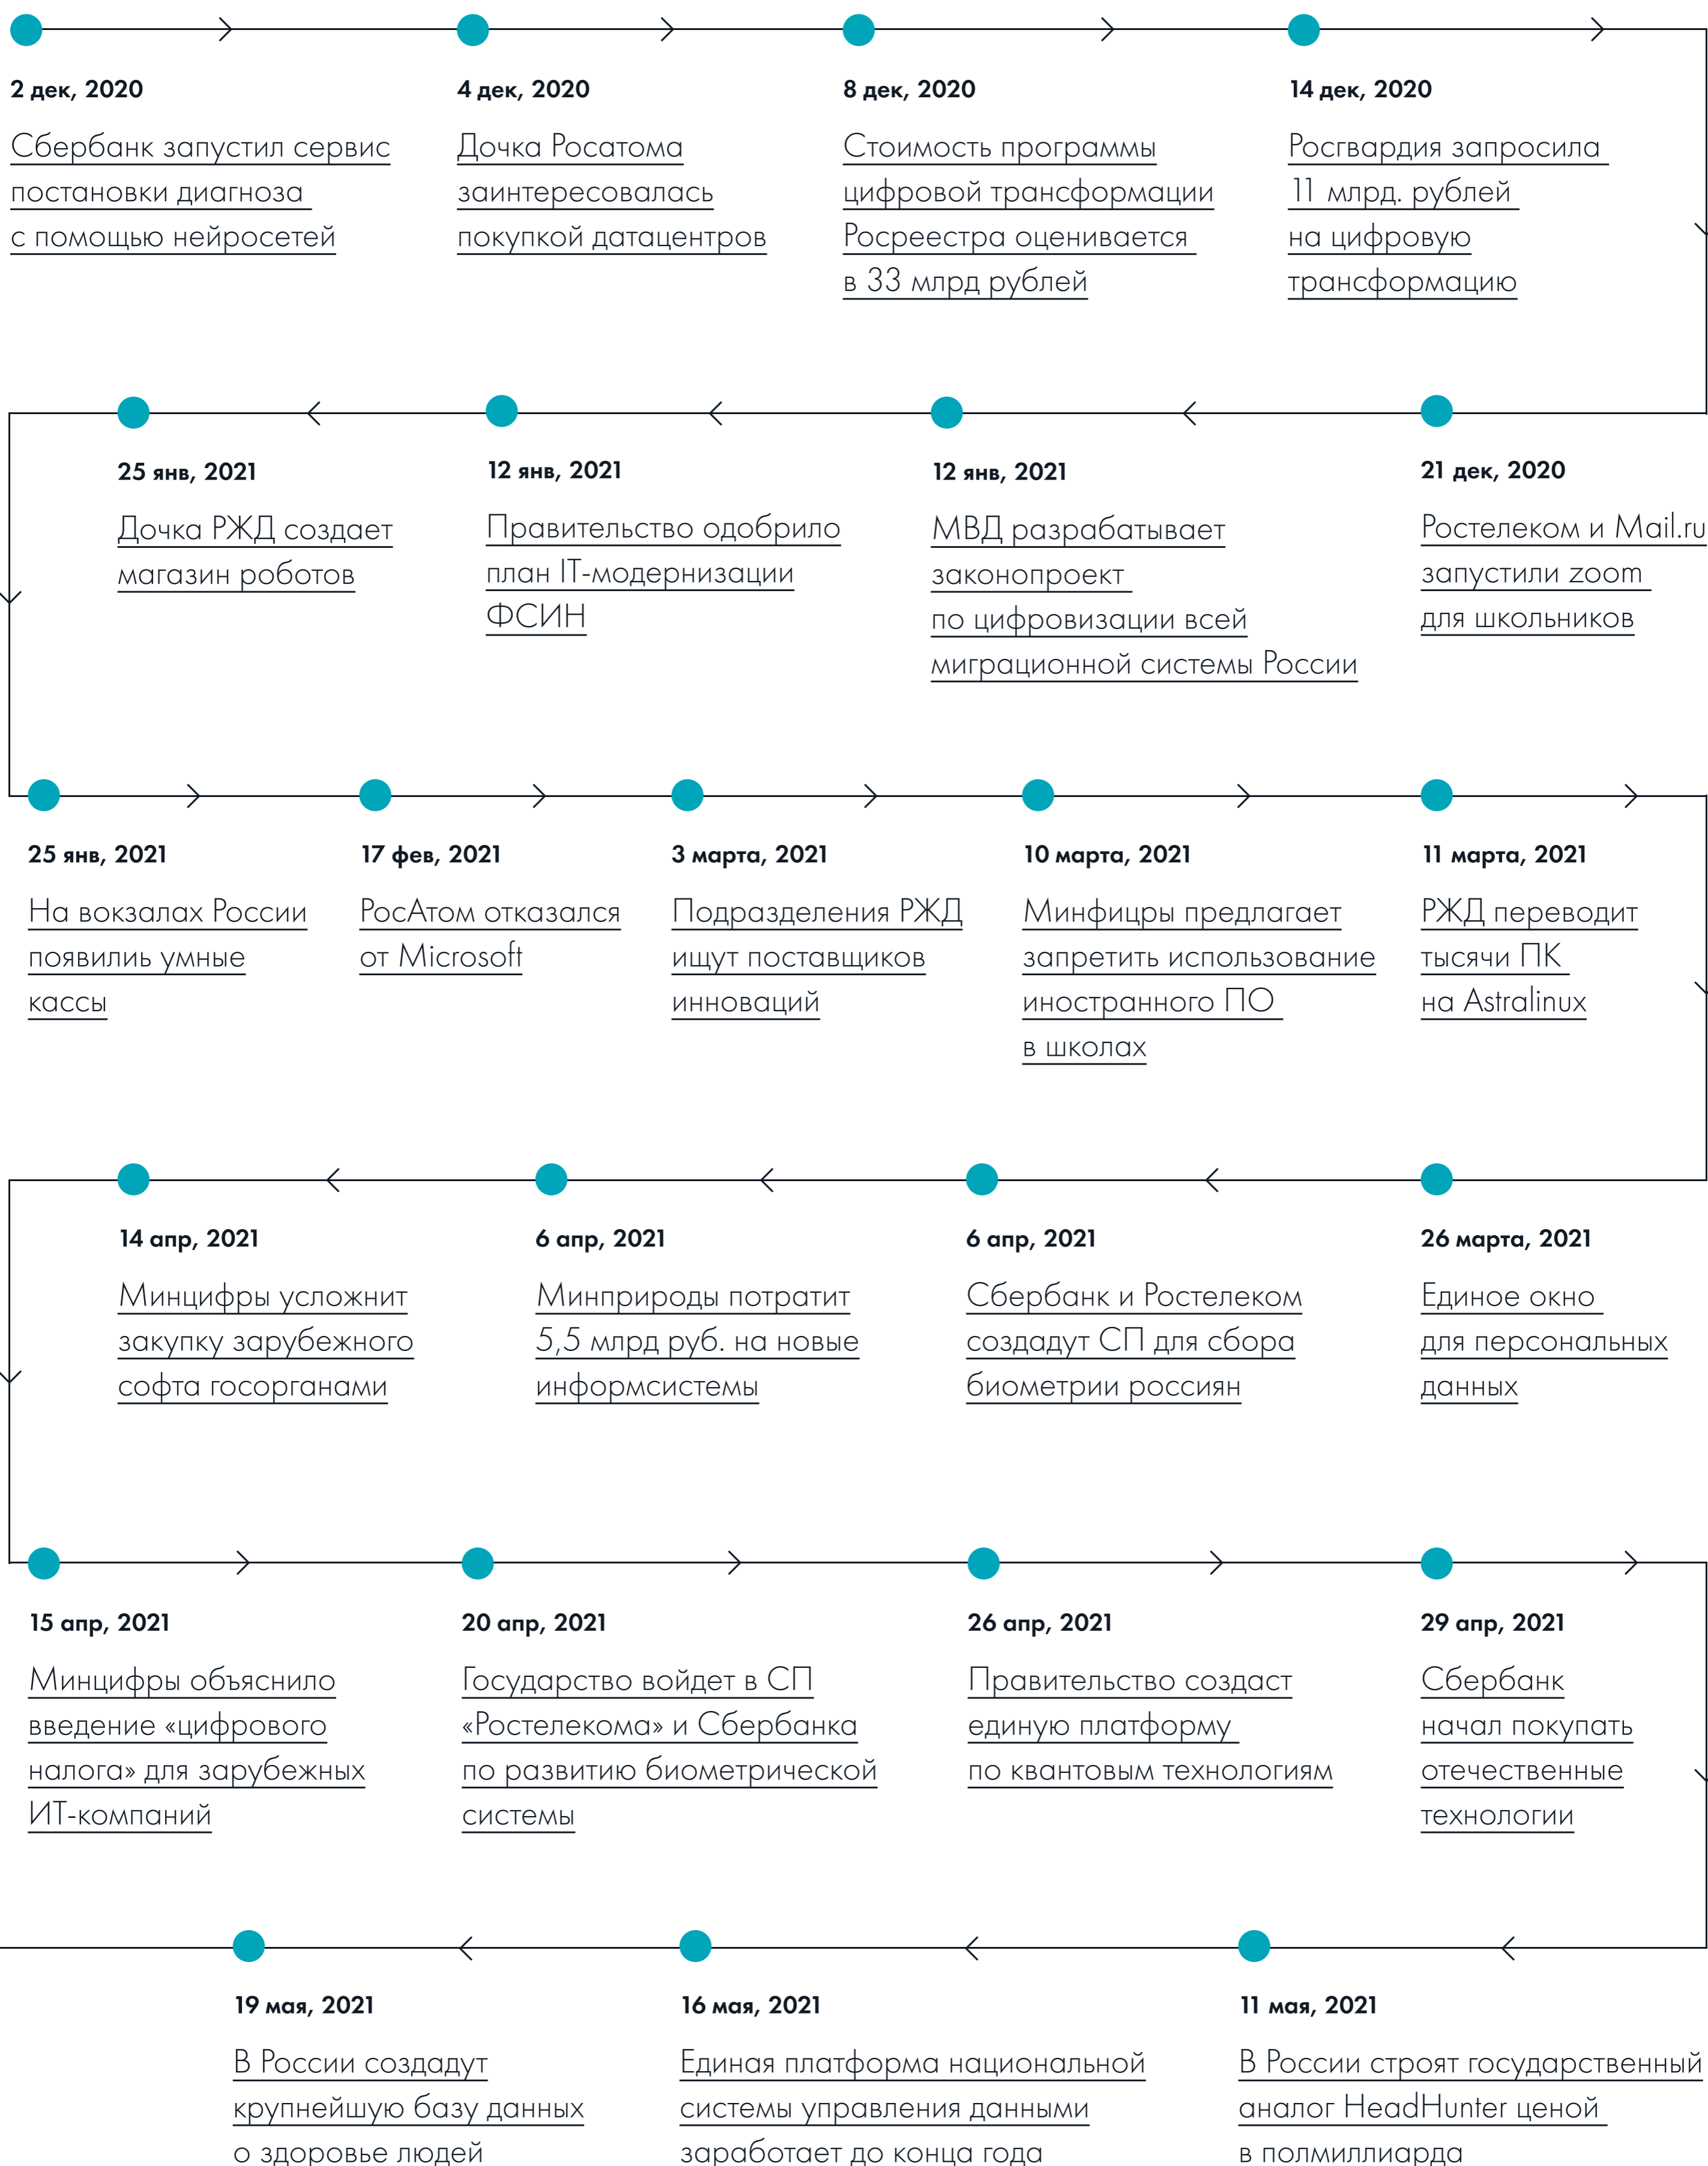 2 дек, 2020
Сбербанк запустил сервис
постановки диагноза
с помощью нейросетей
4 дек, 2020
Дочка Росатома
заинтересовалась
покупкой датацентров
8 дек, 2020
Стоимость программы
цифровой трансформации
Росреестра оценивается
в 33 млрд рублей
14 дек, 2020
Росгвардия запросила
11 млрд. рублей
на цифровую
трансформацию
21 дек, 2020
Ростелеком и Mail.ru
запустили zoom
для школьников
12 янв, 2021
МВД разрабатывает
законопроект
по цифровизации всей
миграционной системы России
12 янв, 2021
Правительство одобрило
план IT-модернизации
ФСИН
25 янв, 2021
Дочка РЖД создает
магазин роботов
25 янв, 2021
На вокзалах России
появилиь умные
кассы
17 фев, 2021
РосАтом отказался
от Microsoft
3 марта, 2021
Подразделения РЖД
ищут поставщиков
инноваций
10 марта, 2021
Минфицры предлагает
запретить использование
иностранного ПО
в школах
11 марта, 2021
РЖД переводит
тысячи ПК
на Astralinux
26 марта, 2021
Единое окно
для персональных
данных
6 апр, 2021
Сбербанк и Ростелеком
создадут СП для сбора
биометрии россиян
6 апр, 2021
Минприроды потратит
5,5 млрд руб. на новые
информсистемы
14 апр, 2021
Минцифры усложнит
закупку зарубежного
софта госорганами
15 апр, 2021
Минцифры объяснило
введение «цифрового
налога» для зарубежных
ИТ-компаний
20 апр, 2021
Государство войдет в СП
«Ростелекома» и Сбербанка
по развитию биометрической
системы
26 апр, 2021
Правительство создаст
единую платформу
по квантовым технологиям
29 апр, 2021
Сбербанк
начал покупать
отечественные
технологии
11 мая, 2021
В России строят государственный
аналог HeadHunter ценой
в полмиллиарда
16 мая, 2021
Единая платформа национальной
системы управления данными
заработает до конца года
19 мая, 2021
В России создадут
крупнейшую базу данных
о здоровье людей